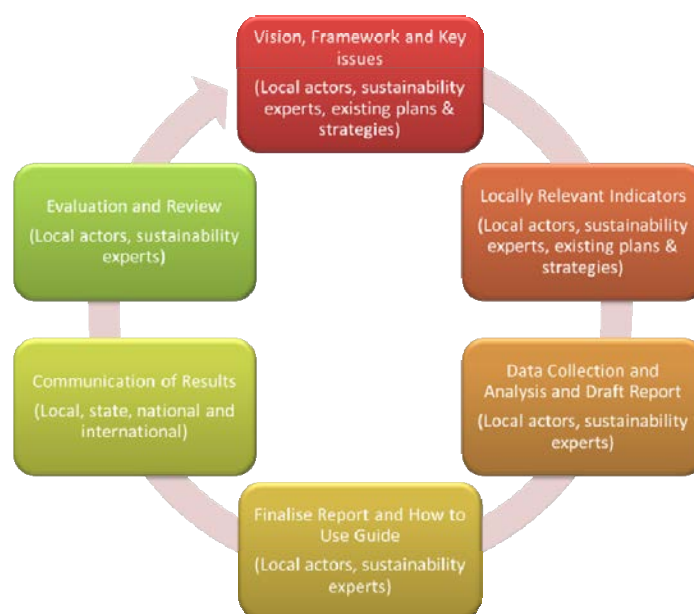 Vision, Framework and Key
issues
(Local actors, sustainability
experts, existing plans &
strategies)
Locally Relevant Indicators
(Local actors, sustainability
experts, existing plans &
strategies)
Data Collection and
Analysis and Draft Report
(Local actors, sustainability
experts)
Finalise Report and How to
Use Guide
(Local actors, sustainability
experts)
Communication of Results
(Local, state, national and
international)
Evaluation and Review
(Local actors, sustainability
experts)